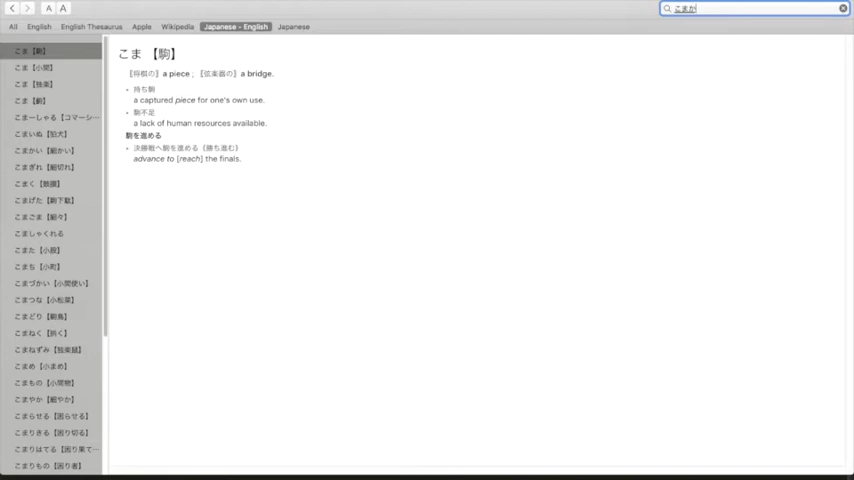 A A
こまか
All English English Thesaurus Apple Wikipedia Japanese - English Japanese
こま【駒】
こま【小間】
こま【独楽】
こま【齣】
こまーしゃる【コマーシ…
こまいぬ【狛犬】
こまかい【細かい】
こまぎれ【細切れ】
こまく【鼓膜】
こまげた【駒下駄】
こまごま【細々】
こましゃくれる
こまた【小股】
こまち【小町】
こまづかい【小間使い】
こまつな【小松菜】
こまどり【駒鳥】
こまねく【拱く】
こまねずみ【独楽鼠】
こまめ【小まめ】
こまもの【小間物】
こまやか【細やか】
こまらせる【困らせる】
こまりきる【困り切る】
こまりはてる【困り果て…
こまりもの【困り者】
こま 【駒】
〚将棋の〛a piece ; 〚弦楽器の〛a bridge.
・ 持ち駒
a captured piece for one's own use.
・ 駒不足
a lack of human resources available.
駒を進める
・ 決勝戦へ駒を進める（勝ち進む）
advance to [reach] the finals.